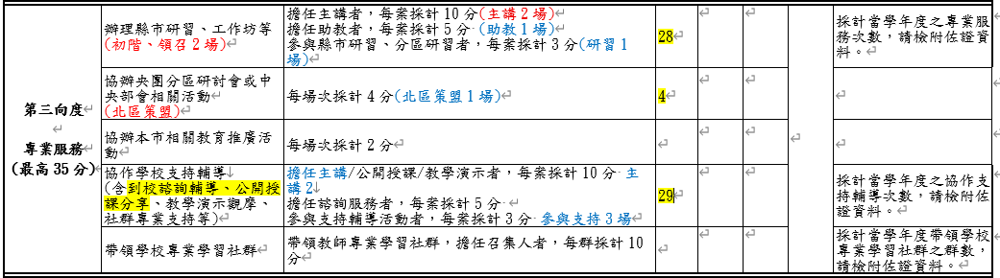 第三向度
專業服務
(最高35分)
辦理縣市研習、工作坊等
(初階、領召2場)
擔任主講者，每案採計10分(主講2場)
擔任助教者，每案採計5分 (助教1場)
參與縣市研習、分區研習者，每案採計3分(研習1
場)
28
採計當學年度之專業服
務次數，請檢附佐證資
料。
協辦央團分區研討會或中
央部會相關活動
(北區策盟)
每場次採計4分(北區策盟1場)
4
協辦本市相關教育推廣活
動
每場次採計2分
協作學校支持輔導
(含到校諮詢輔導、公開授
課分享、教學演示觀摩、
社群專業支持等)
擔任主講/公開授課/教學演示者，每案採計10分 主
講2
擔任諮詢服務者，每案採計5分
參與支持輔導活動者，每案採計3分 參與支持3場
29
採計當學年度之協作支
持輔導次數，請檢附佐
證資料。
帶領學校專業學習社群
帶領教師專業學習社群，擔任召集人者，每群採計10
分
採計當學年度帶領學校
專業學習社群之群數，
請檢附佐證資料。